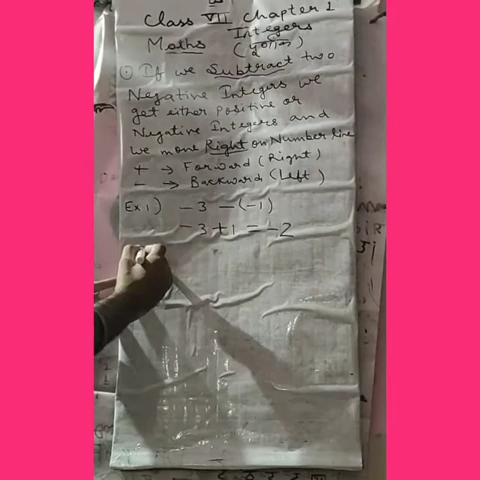 Class VII Chapter 1
Maths Integers
(पूर्णांक)
① If we Subtract two
Negative Integers we
get either Positive or
Negative Integers and
we move Right on Number line
+ → Forward (Right)
- → Backward (Left)
Ex.1) -3 - (-1)
-3 + 1 = -2